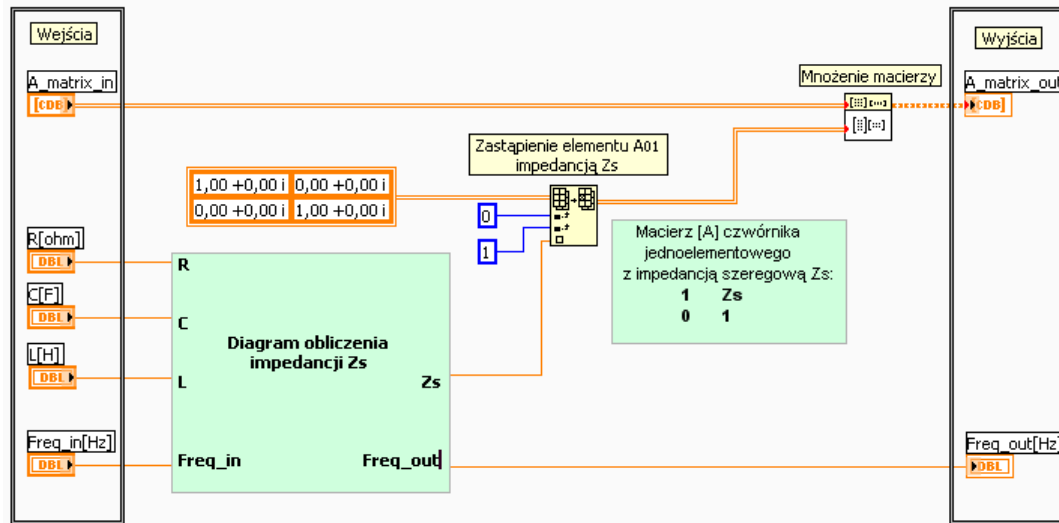 Wejścia
Wyjścia
Mnożenie macierzy
A_matrix_in
A_matrix_out
[CDB]
CDB]
Zastąpienie elementu A01
impedancją Zs
1,00 +0,00 i 0,00 +0,00 i
0,00 +0,00 i 1,00 +0,00 i
0
1
Macierz [A] czwórnika
jednoelementowego
z impedancją szeregową Zs:
1 Zs
0 1
R[ohm]
DBL
R
C[F]
DBL
C
Diagram obliczenia
impedancji Zs
L[H]
DBL
L
Zs
Freq_in[Hz]
DBL
Freq_in
Freq_out
Freq_out[Hz]
DBL